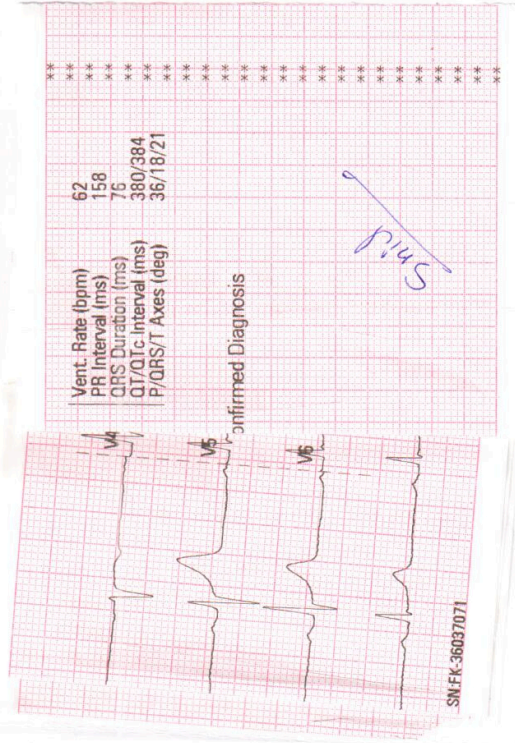 Vent. Rate (bpm) 62
PR Interval (ms) 158
QRS Duration (ms) 76
QT/QTc Interval (ms) 380/384
P/QRS/T Axes (deg) 36/18/21
onfirmed Diagnosis
V4
V5
V6
SN:FK-36037071